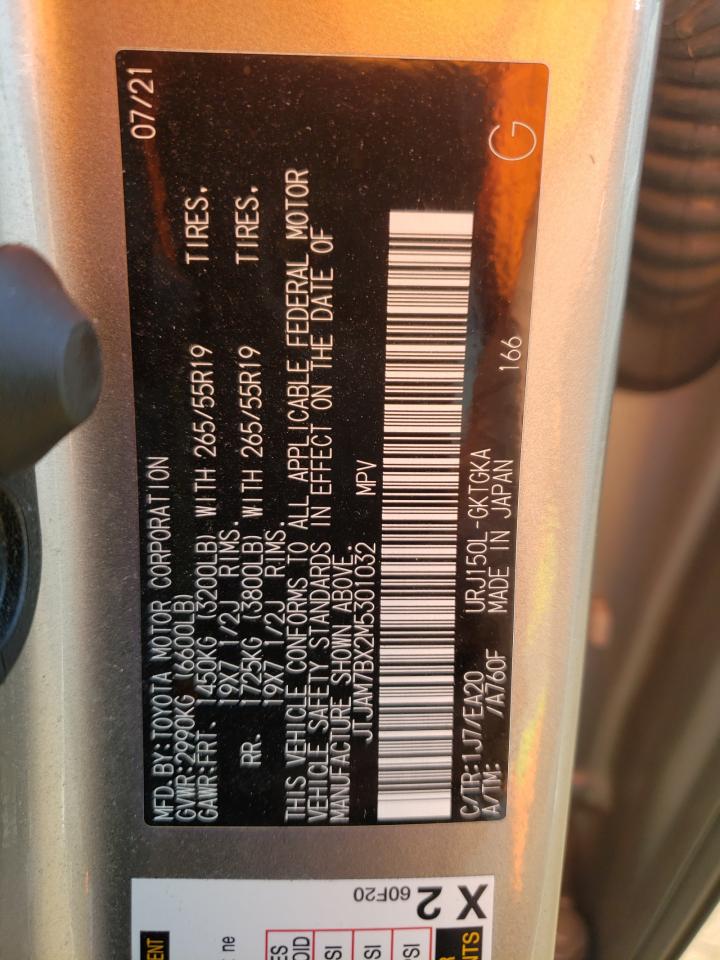 MFD.BY:TOYOTA MOTOR CORPORATION 07/21
GVWR:2990KG (6600LB)
GAWR:FRT. 1450KG (3200LB) WITH 265/55R19 TIRES.
19X7 1/2J RIMS.
RR. 1725KG (3800LB) WITH 265/55R19 TIRES.
19X7 1/2J RIMS.
THIS VEHICLE CONFORMS TO ALL APPLICABLE FEDERAL MOTOR
VEHICLE SAFETY STANDARDS IN EFFECT ON THE DATE OF
MANUFACTURE SHOWN ABOVE.
JTJAM7BX2M5301032 MPV
C/TR:1J7/EA20 URJ150L-GKTGKA 166 G
A/TM: /A760F MADE IN JAPAN
X 2
60F20